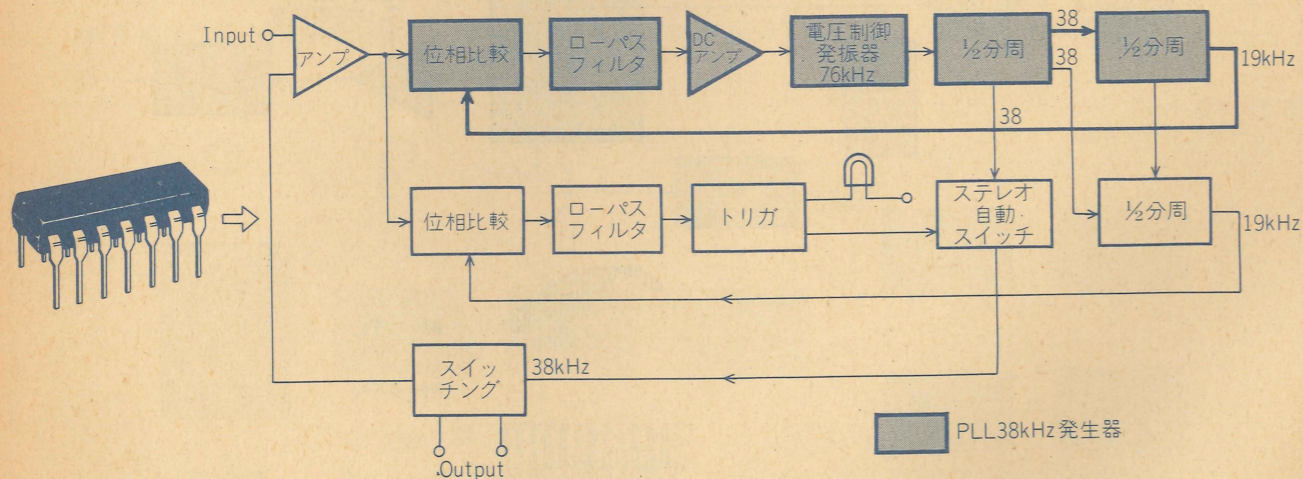 Input
アンプ
位相比較
ローパス
フィルタ
DC
アンプ
電圧制御
発振器
76kHz
½分周
38
38
38
½分周
19kHz
位相比較
ローパス
フィルタ
トリガ
ステレオ
自動
スイッチ
½分周
19kHz
スイッ
チング
38kHz
Output
PLL38kHz発生器